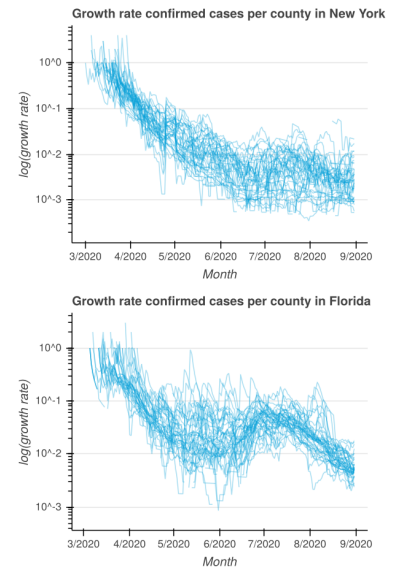 Growth rate confirmed cases per county in New York
10^0
10^-1
10^-2
10^-3
log(growth rate)
3/2020 4/2020 5/2020 6/2020 7/2020 8/2020 9/2020
Month
Growth rate confirmed cases per county in Florida
10^0
10^-1
10^-2
10^-3
log(growth rate)
3/2020 4/2020 5/2020 6/2020 7/2020 8/2020 9/2020
Month